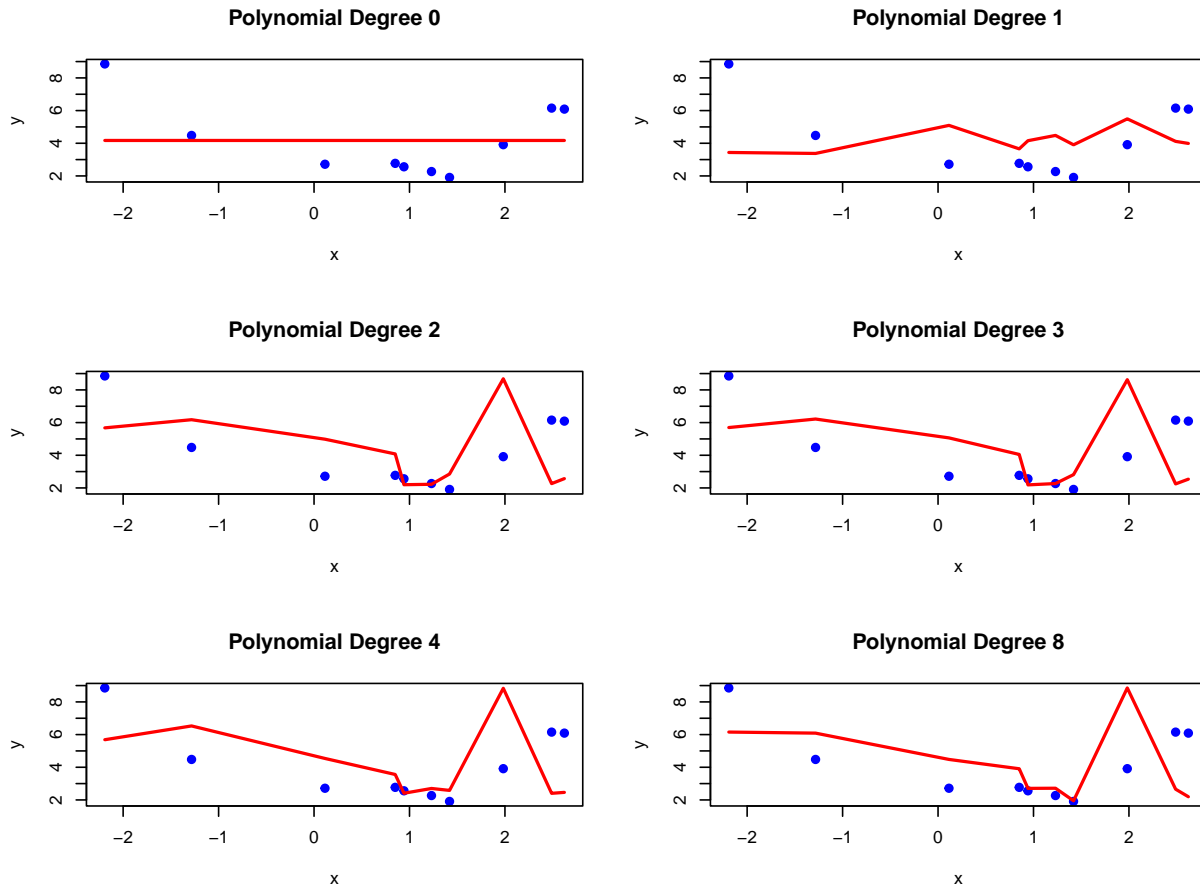 Polynomial Degree 0
y
2 4 6 8
−2 −1 0 1 2
x
Polynomial Degree 1
y
2 4 6 8
−2 −1 0 1 2
x
Polynomial Degree 2
y
2 4 6 8
−2 −1 0 1 2
x
Polynomial Degree 3
y
2 4 6 8
−2 −1 0 1 2
x
Polynomial Degree 4
y
2 4 6 8
−2 −1 0 1 2
x
Polynomial Degree 8
y
2 4 6 8
−2 −1 0 1 2
x